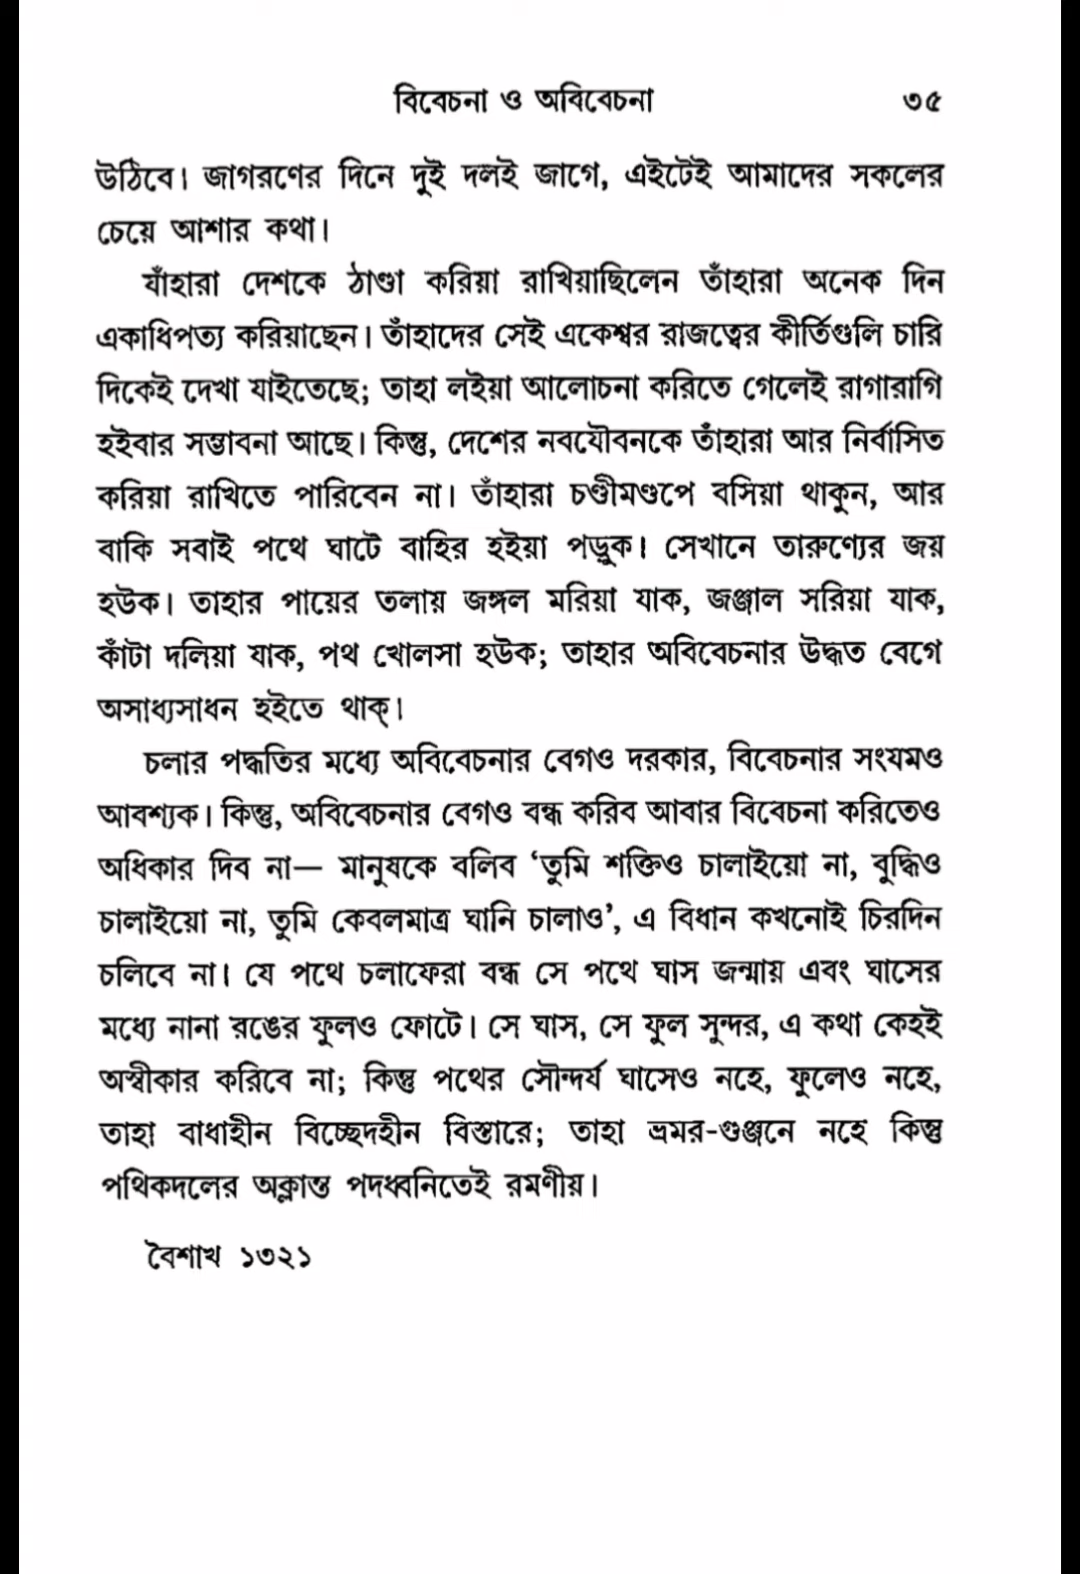 বিবেচনা ও অবিবেচনা ৩৫
উঠিবে। জাগরণের দিনে দুই দলই জাগে, এইটেই আমাদের সকলের
চেয়ে আশার কথা।
যাঁহারা দেশকে ঠাণ্ডা করিয়া রাখিয়াছিলেন তাঁহারা অনেক দিন
একাধিপত্য করিয়াছেন। তাঁহাদের সেই একেশ্বর রাজত্বের কীর্তিগুলি চারি
দিকেই দেখা যাইতেছে; তাহা লইয়া আলোচনা করিতে গেলেই রাগারাগি
হইবার সম্ভাবনা আছে। কিন্তু, দেশের নবযৌবনকে তাঁহারা আর নির্বাসিত
করিয়া রাখিতে পারিবেন না। তাঁহারা চণ্ডীমণ্ডপে বসিয়া থাকুন, আর
বাকি সবাই পথে ঘাটে বাহির হইয়া পড়ুক। সেখানে তারুণ্যের জয়
হউক। তাহার পায়ের তলায় জঙ্গল মরিয়া যাক, জঞ্জাল সরিয়া যাক,
কাঁটা দলিয়া যাক, পথ খোলসা হউক; তাহার অবিবেচনার উদ্ধত বেগে
অসাধ্যসাধন হইতে থাক্।
চলার পদ্ধতির মধ্যে অবিবেচনার বেগও দরকার, বিবেচনার সংযমও
আবশ্যক। কিন্তু, অবিবেচনার বেগও বন্ধ করিব আবার বিবেচনা করিতেও
অধিকার দিব না— মানুষকে বলিব ‘তুমি শক্তিও চালাইয়ো না, বুদ্ধিও
চালাইয়ো না, তুমি কেবলমাত্র ঘানি চালাও’, এ বিধান কখনোই চিরদিন
চলিবে না। যে পথে চলাফেরা বন্ধ সে পথে ঘাস জন্মায় এবং ঘাসের
মধ্যে নানা রঙের ফুলও ফোটে। সে ঘাস, সে ফুল সুন্দর, এ কথা কেহই
অস্বীকার করিবে না; কিন্তু পথের সৌন্দর্য ঘাসেও নহে, ফুলেও নহে,
তাহা বাধাহীন বিচ্ছেদহীন বিস্তারে; তাহা ভ্রমর-গুঞ্জনে নহে কিন্তু
পথিকদলের অক্লান্ত পদধ্বনিতেই রমণীয়।
বৈশাখ ১৩২১